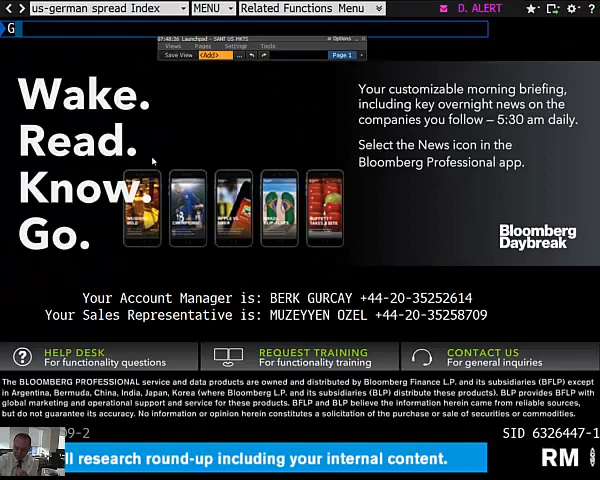 us-german spread Index MENU Related Functions Menu D. ALERT
G
07:48:26 Launchpad - SANT US MKTS Options
Views Pages Settings Tools
Save View <Add> ... Page 1
Wake.
Read.
Know.
Go.
Your customizable morning briefing,
including key overnight news on the
companies you follow – 5:30 am daily.
Select the News icon in the
Bloomberg Professional app.
Bloomberg
Daybreak
Your Account Manager is: BERK GURCAY +44-20-35252614
Your Sales Representative is: MUZEYYEN OZEL +44-20-35258709
HELP DESK
For functionality questions
REQUEST TRAINING
For functionality training
CONTACT US
For general inquiries
The BLOOMBERG PROFESSIONAL service and data products are owned and distributed by Bloomberg Finance L.P. and its subsidiaries (BFLP) except
in Argentina, Bermuda, China, India, Japan, Korea (where Bloomberg L.P. and its subsidiaries (BLP) distribute these products). BLP provides BFLP with
global marketing and operational support and service for these products. BFLP and BLP believe the information herein came from reliable sources,
but do not guarantee its accuracy. No information or opinion herein constitutes a solicitation of the purchase or sale of securities or commodities.
09-2 SID 6326447-1
ll research round-up including your internal content. RM